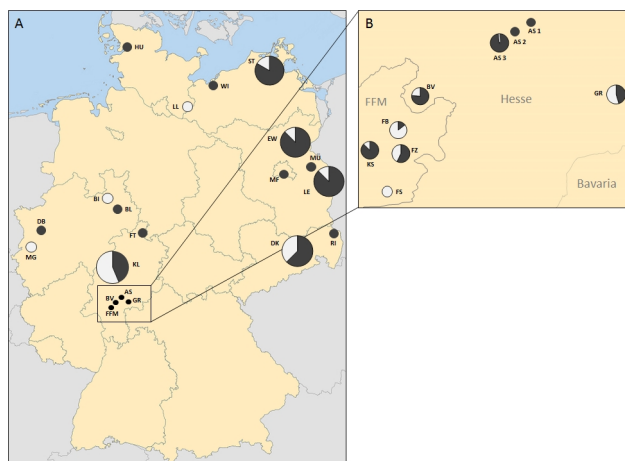 A
HU
ST
WI
LL
EW
MÜ
MF
LE
BI
BL
DB
FT
MG
DK
RI
KL
AS
BV
GR
FFM
B
AS 1
AS 2
AS 3
FFM
BV
Hesse
GR
FB
FZ
KS
FS
Bavaria